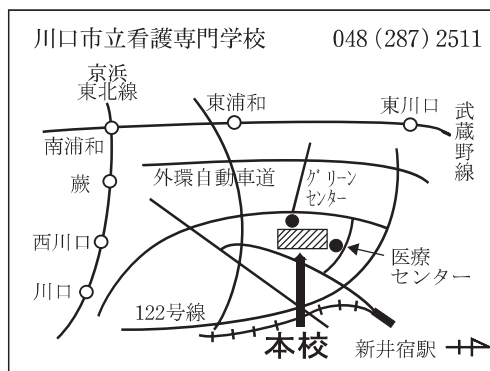 川口市立看護専門学校 048(287)2511
京浜
東北線
東浦和
東川口
武蔵野線
南浦和
外環自動車道
グリーン
センター
蕨
西川口
医療
センター
川口
122号線
本校
新井宿駅